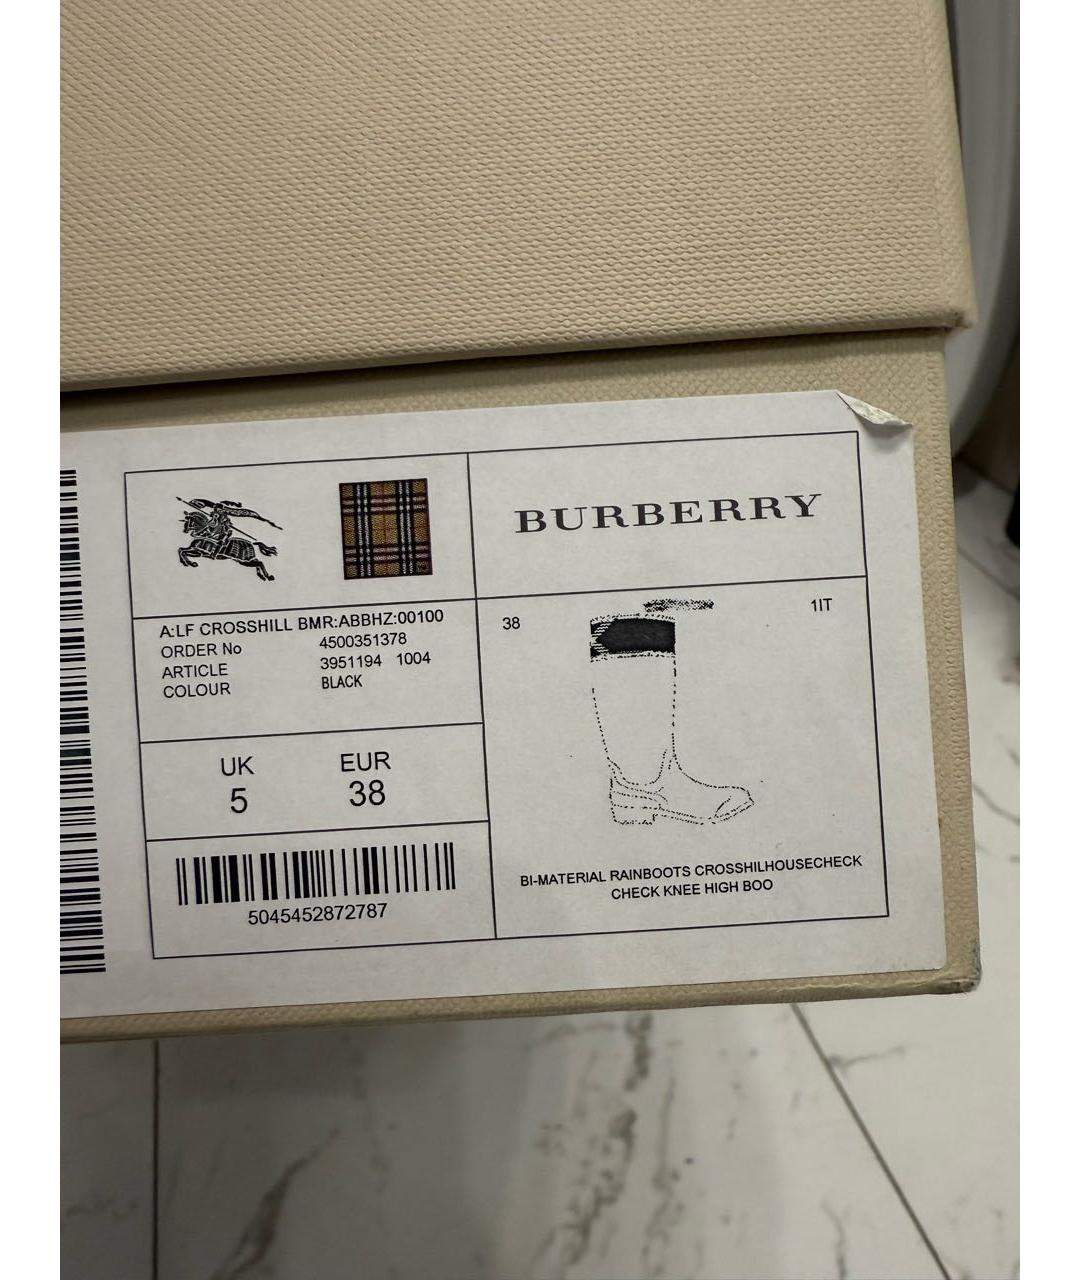 BURBERRY
A:LF CROSSHILL BMR:ABBHZ:00100
ORDER No 4500351378
ARTICLE 3951194 1004
COLOUR BLACK
UK EUR
5 38
5045452872787
38 1IT
BI-MATERIAL RAINBOOTS CROSSHILHOUSECHECK
CHECK KNEE HIGH BOO